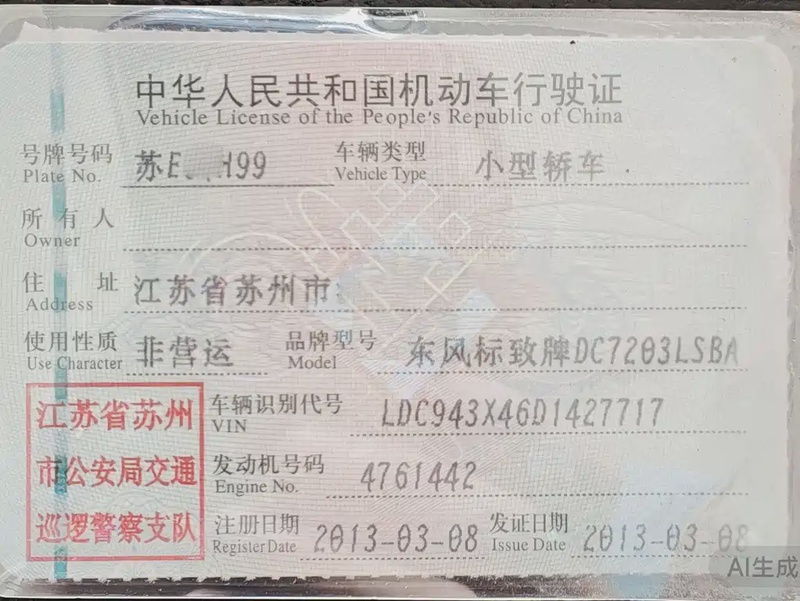 中华人民共和国机动车行驶证
Vehicle License of the People's Republic of China
号牌号码 苏E H99 车辆类型 小型轿车
Plate No. Vehicle Type
所有人
Owner
住址 江苏省苏州市
Address
使用性质 非营运 品牌型号 东风标致牌DC7203LSBA
Use Character Model
江苏省苏州 车辆识别代号 LDC943X46D1427717
VIN
市公安局交通 发动机号码 4761442
Engine No.
巡逻警察支队 注册日期 2013-03-08 发证日期 2013-03-08
Register Date Issue Date
AI生成